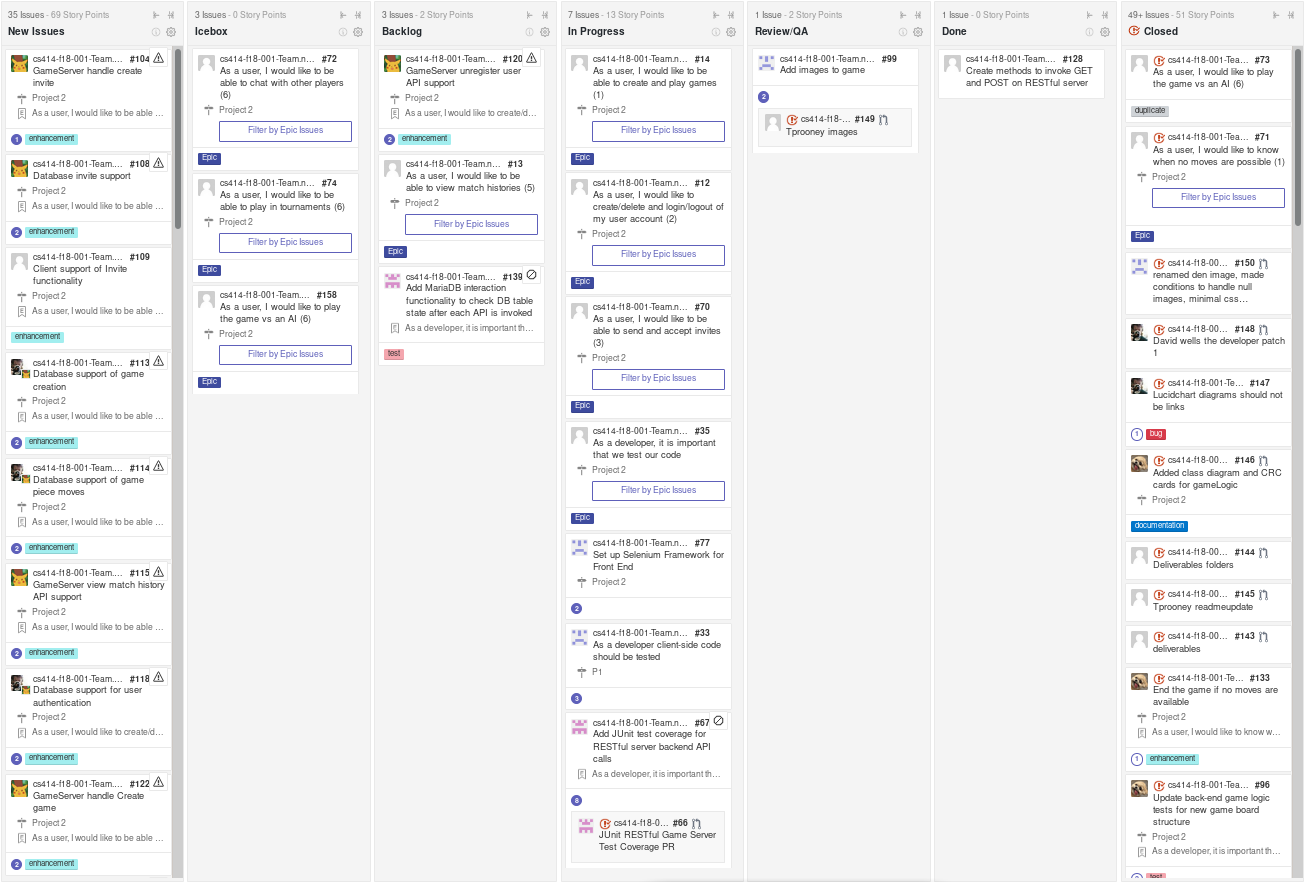 35 Issues · 69 Story Points
New Issues
cs414-f18-001-Team.... #104
GameServer handle create
invite
Project 2
As a user, I would like to be able ...
1 enhancement
cs414-f18-001-Team.... #108
Database invite support
Project 2
As a user, I would like to be able ...
2 enhancement
cs414-f18-001-Team.... #109
Client support of Invite
functionality
Project 2
As a user, I would like to be able ...
enhancement
cs414-f18-001-Team.... #113
Database support of game
creation
Project 2
As a user, I would like to be able ...
2 enhancement
cs414-f18-001-Team.... #114
Database support of game
piece moves
Project 2
As a user, I would like to be able ...
2 enhancement
cs414-f18-001-Team.... #115
GameServer view match history
API support
Project 2
As a user, I would like to be able ...
2 enhancement
cs414-f18-001-Team.... #118
Database support for user
authentication
Project 2
As a user, I would like to create/d...
2 enhancement
cs414-f18-001-Team.... #122
GameServer handle Create
game
Project 2
As a user, I would like to be able ...
2 enhancement
3 Issues · 0 Story Points
Icebox
cs414-f18-001-Team.n... #72
As a user, I would like to be
able to chat with other players
(6)
Project 2
Filter by Epic Issues
Epic
cs414-f18-001-Team.n... #74
As a user, I would like to be
able to play in tournaments (6)
Project 2
Filter by Epic Issues
Epic
cs414-f18-001-Team.... #158
As a user, I would like to play
the game vs an AI (6)
Project 2
Filter by Epic Issues
Epic
3 Issues · 2 Story Points
Backlog
cs414-f18-001-Team.... #120
GameServer unregister user
API support
Project 2
As a user, I would like to create/d...
2 enhancement
cs414-f18-001-Team.n... #13
As a user, I would like to be
able to view match histories (5)
Project 2
Filter by Epic Issues
Epic
cs414-f18-001-Team.... #139
Add MariaDB interaction
functionality to check DB table
state after each API is invoked
As a developer, it is important th...
test
7 Issues · 13 Story Points
In Progress
cs414-f18-001-Team.n... #14
As a user, I would like to be
able to create and play games
(1)
Project 2
Filter by Epic Issues
Epic
cs414-f18-001-Team.n... #12
As a user, I would like to
create/delete and login/logout of
my user account (2)
Project 2
Filter by Epic Issues
Epic
cs414-f18-001-Team.n... #70
As a user, I would like to be
able to send and accept invites
(3)
Project 2
Filter by Epic Issues
Epic
cs414-f18-001-Team.n... #35
As a developer, it is important
that we test our code
Project 2
Filter by Epic Issues
Epic
cs414-f18-001-Team.n... #77
Set up Selenium Framework for
Front End
Project 2
2
cs414-f18-001-Team.n... #33
As a developer client-side code
should be tested
P1
3
cs414-f18-001-Team.n... #67
Add JUnit test coverage for
RESTful server backend API
calls
As a developer, it is important th...
8
cs414-f18-0... #66
JUnit RESTful Game Server
Test Coverage PR
1 Issue · 2 Story Points
Review/QA
cs414-f18-001-Team.n... #99
Add images to game
2
cs414-f18-... #149
Tprooney images
1 Issue · 0 Story Points
Done
cs414-f18-001-Team.... #128
Create methods to invoke GET
and POST on RESTful server
49+ Issues · 51 Story Points
Closed
cs414-f18-001-Tea... #73
As a user, I would like to play
the game vs an AI (6)
duplicate
cs414-f18-001-Tea... #71
As a user, I would like to know
when no moves are possible (1)
Project 2
Filter by Epic Issues
Epic
cs414-f18-00... #150
renamed den image, made
conditions to handle null
images, minimal css...
cs414-f18-00... #148
David wells the developer patch
1
cs414-f18-001-Te... #147
Lucidchart diagrams should not
be links
1 bug
cs414-f18-00... #146
Added class diagram and CRC
cards for gameLogic
Project 2
documentation
cs414-f18-00... #144
Deliverables folders
cs414-f18-00... #145
Tprooney readmeupdate
cs414-f18-00... #143
deliverables
cs414-f18-001-Te... #133
End the game if no moves are
available
Project 2
As a user, I would like to know w...
1 enhancement
cs414-f18-001-Tea... #96
Update back-end game logic
tests for new game board
structure
Project 2
As a developer, it is important th...
test